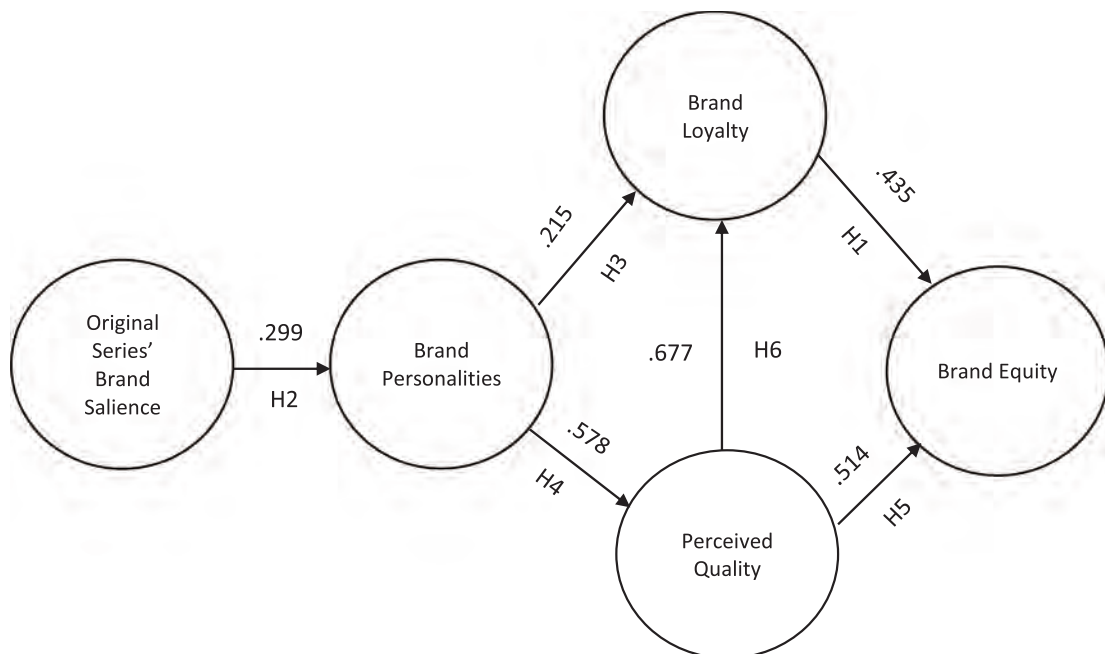 Brand
Loyalty
.435
H1
.215
H3
Original
Series’
Brand
Salience
.299
H2
Brand
Personalities
.677
H6
Brand Equity
.578
H4
.514
H5
Perceived
Quality